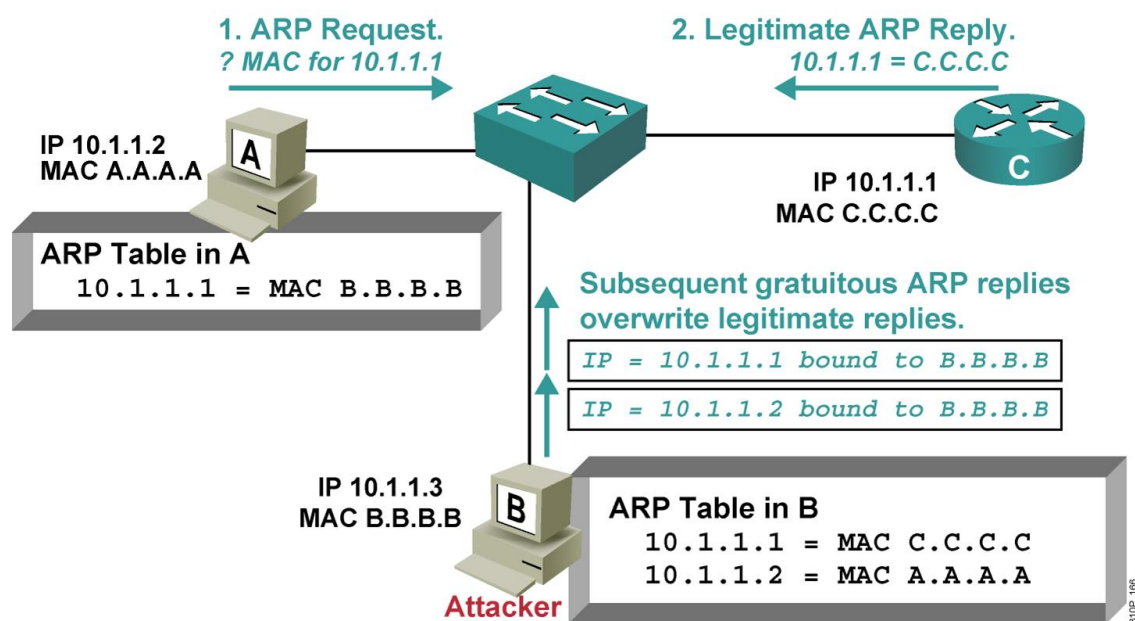 1. ARP Request.
? MAC for 10.1.1.1
2. Legitimate ARP Reply.
10.1.1.1 = C.C.C.C
IP 10.1.1.2
MAC A.A.A.A
A
C
IP 10.1.1.1
MAC C.C.C.C
ARP Table in A
10.1.1.1 = MAC B.B.B.B
Subsequent gratuitous ARP replies
overwrite legitimate replies.
IP = 10.1.1.1 bound to B.B.B.B
IP = 10.1.1.2 bound to B.B.B.B
IP 10.1.1.3
MAC B.B.B.B
B
Attacker
ARP Table in B
10.1.1.1 = MAC C.C.C.C
10.1.1.2 = MAC A.A.A.A